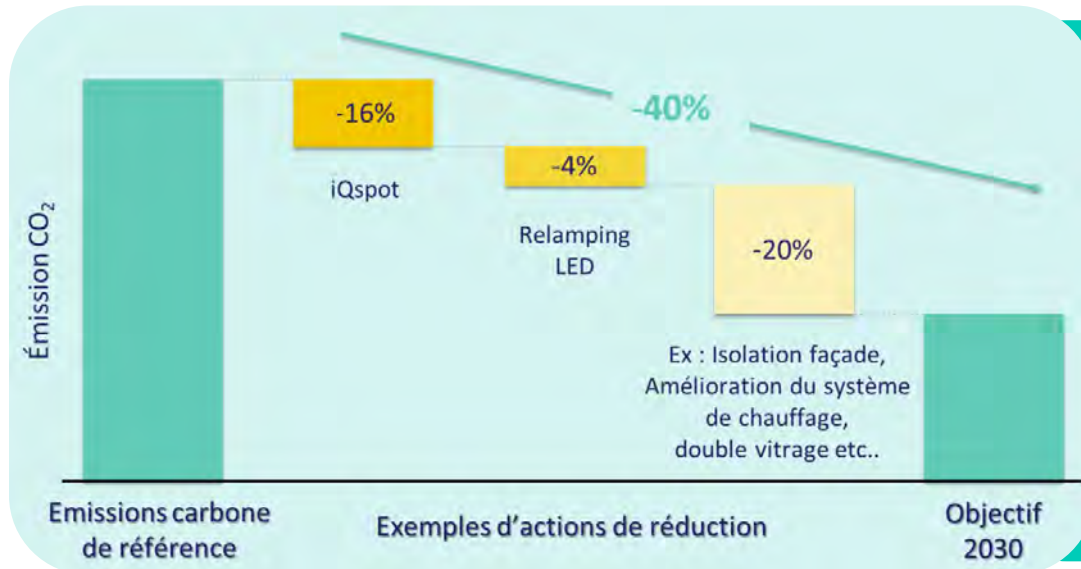 -16%
-40%
-4%
iQspot
Relamping
LED
-20%
Émission CO₂
Ex : Isolation façade,
Amélioration du système
de chauffage,
double vitrage etc..
Emissions carbone
de référence
Exemples d'actions de réduction
Objectif
2030